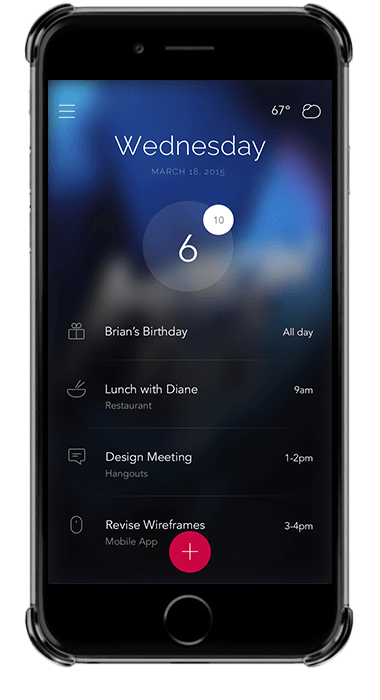 67°
Wednesday
MARCH 18, 2015
10
6
Brian's Birthday All day
Lunch with Diane 9am
Restaurant
Design Meeting 1-2pm
Hangouts
Revise Wireframes 3-4pm
Mobile App